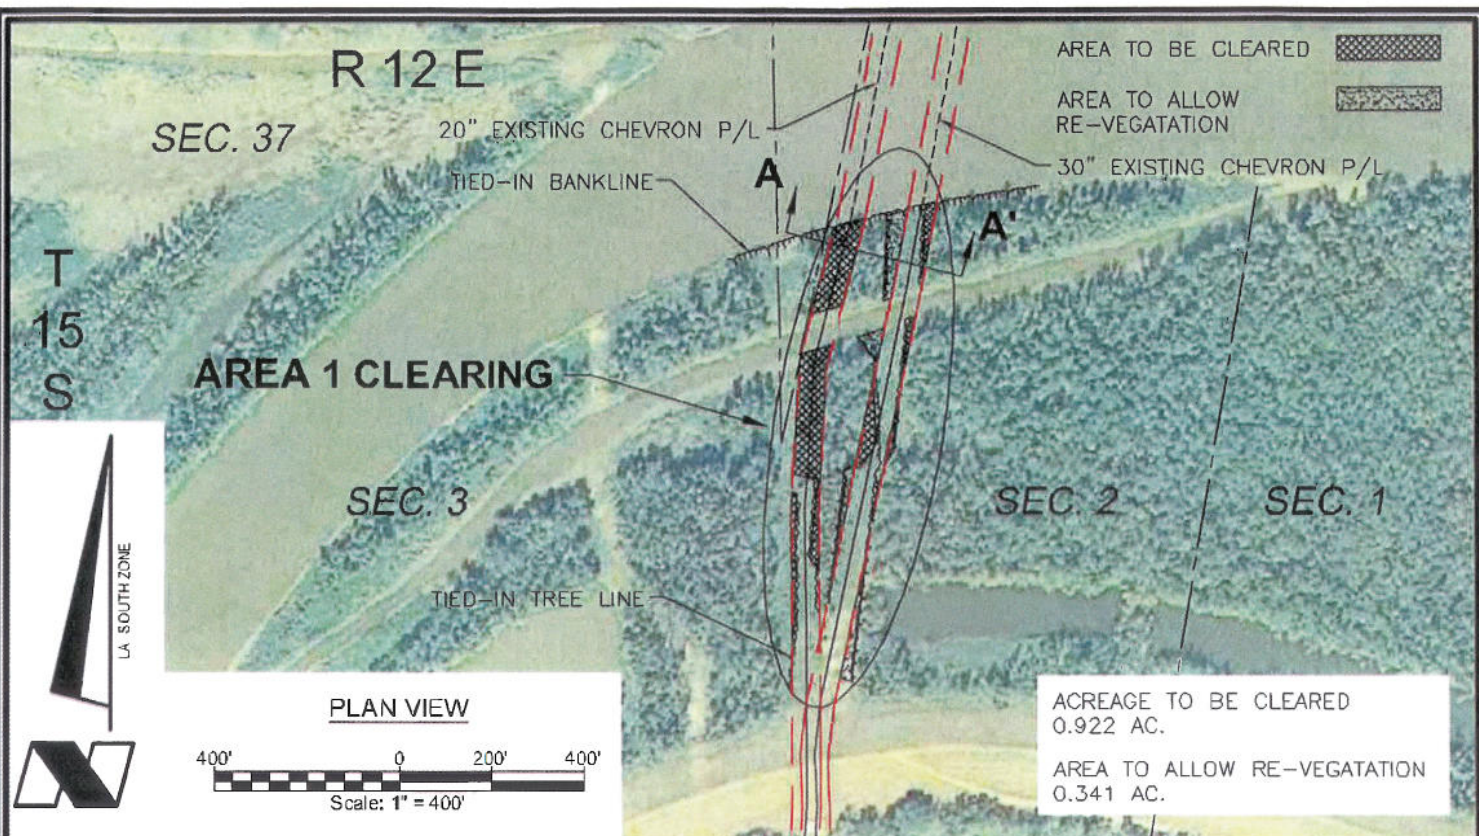 R 12 E
SEC. 37
T
15
S
20" EXISTING CHEVRON P/L
TIED-IN BANKLINE
A
A'
AREA TO BE CLEARED
AREA TO ALLOW
RE-VEGATATION
30" EXISTING CHEVRON P/L
AREA 1 CLEARING
SEC. 3
SEC. 2
SEC. 1
TIED-IN TREE LINE
LA SOUTH ZONE
PLAN VIEW
400' 0 200' 400'
Scale: 1" = 400'
ACREAGE TO BE CLEARED
0.922 AC.
AREA TO ALLOW RE-VEGATATION
0.341 AC.